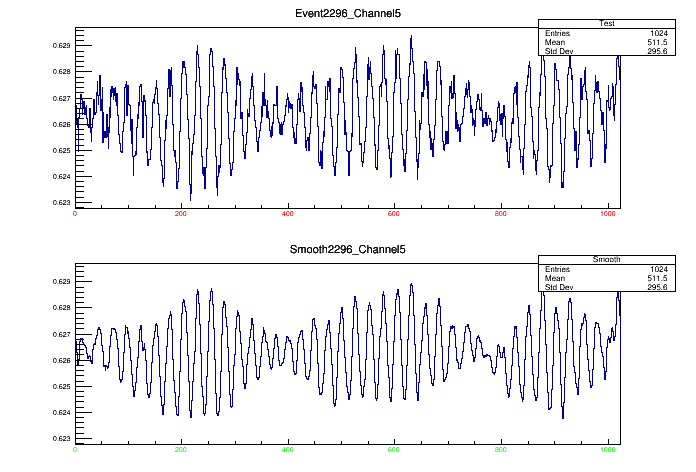 Event2296_Channel5
Test
Entries 1024
Mean 511.5
Std Dev 295.6
0.629
0.628
0.627
0.626
0.625
0.624
0.623
0 200 400 600 800 1000
Smooth2296_Channel5
Smooth
Entries 1024
Mean 511.5
Std Dev 295.6
0.629
0.628
0.627
0.626
0.625
0.624
0.623
0 200 400 600 800 1000